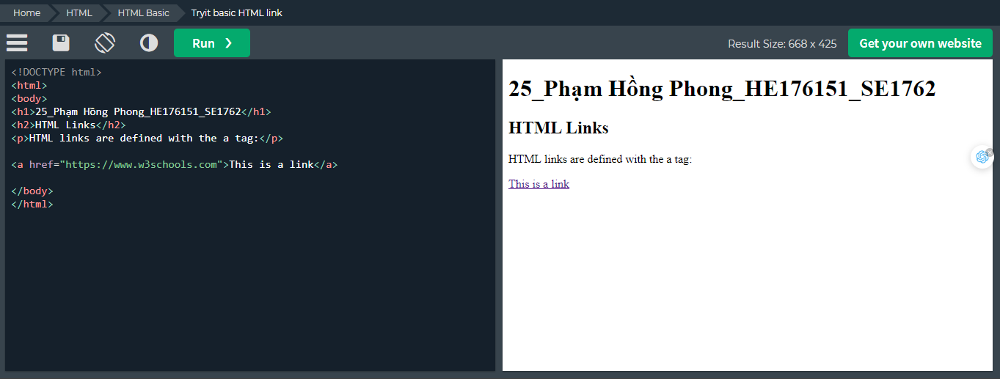 Home HTML HTML Basic Tryit basic HTML link
Run ❯ Result Size: 668 x 425 Get your own website
<!DOCTYPE html>
<html>
<body>
<h1>25_Phạm Hồng Phong_HE176151_SE1762</h1>
<h2>HTML Links</h2>
<p>HTML links are defined with the a tag:</p>
<a href="https://www.w3schools.com">This is a link</a>
</body>
</html>
25_Phạm Hồng Phong_HE176151_SE1762
HTML Links
HTML links are defined with the a tag:
This is a link